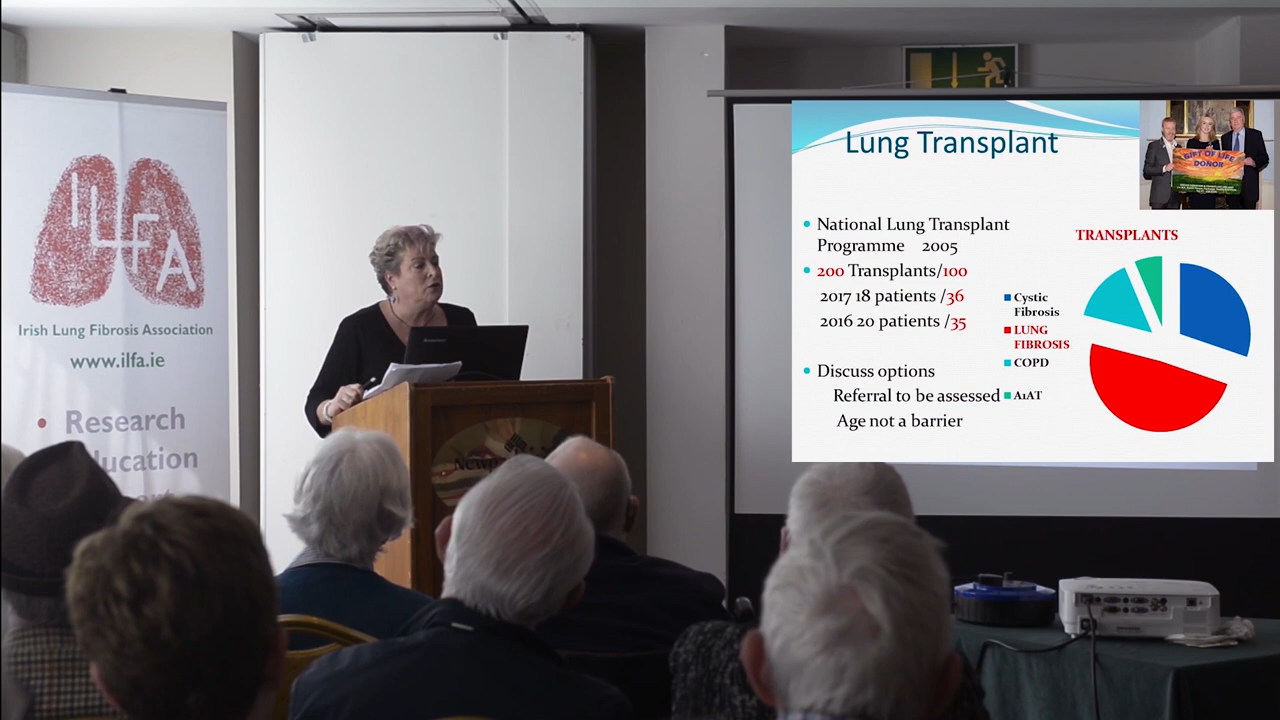 ILFA
Irish Lung Fibrosis Association
www.ilfa.ie
• Research
ucation
Lung Transplant
GIFT OF LIFE
DONOR
• National Lung Transplant
Programme 2005
• 200 Transplants/100
2017 18 patients /36
2016 20 patients /35
• Discuss options
Referral to be assessed
Age not a barrier
TRANSPLANTS
Cystic
Fibrosis
LUNG
FIBROSIS
COPD
A1AT